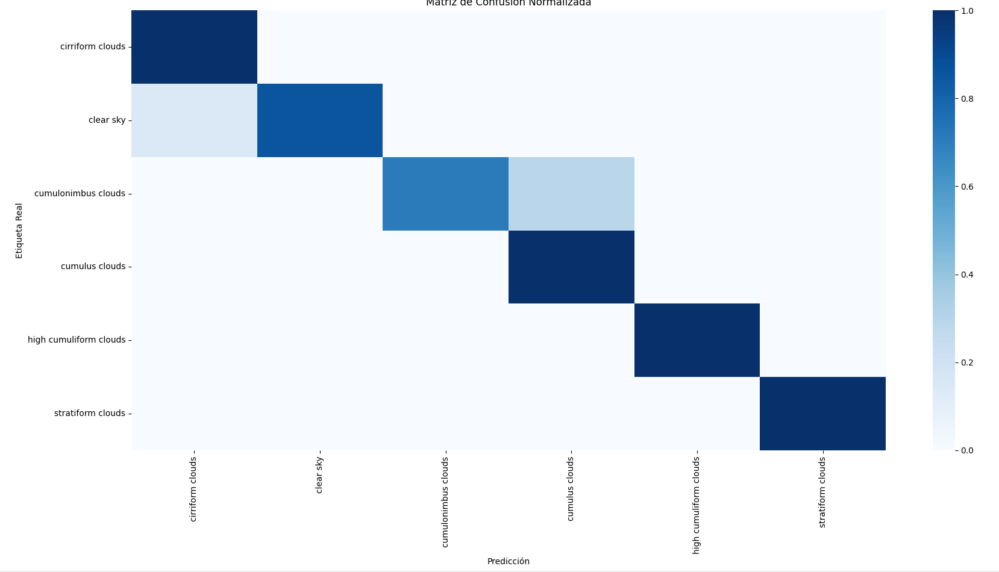 Matriz de Confusión Normalizada
cirriform clouds
clear sky
cumulonimbus clouds
cumulus clouds
high cumuliform clouds
stratiform clouds
Etiqueta Real
cirriform clouds
clear sky
cumulonimbus clouds
cumulus clouds
high cumuliform clouds
stratiform clouds
Predicción
1.0
0.8
0.6
0.4
0.2
0.0